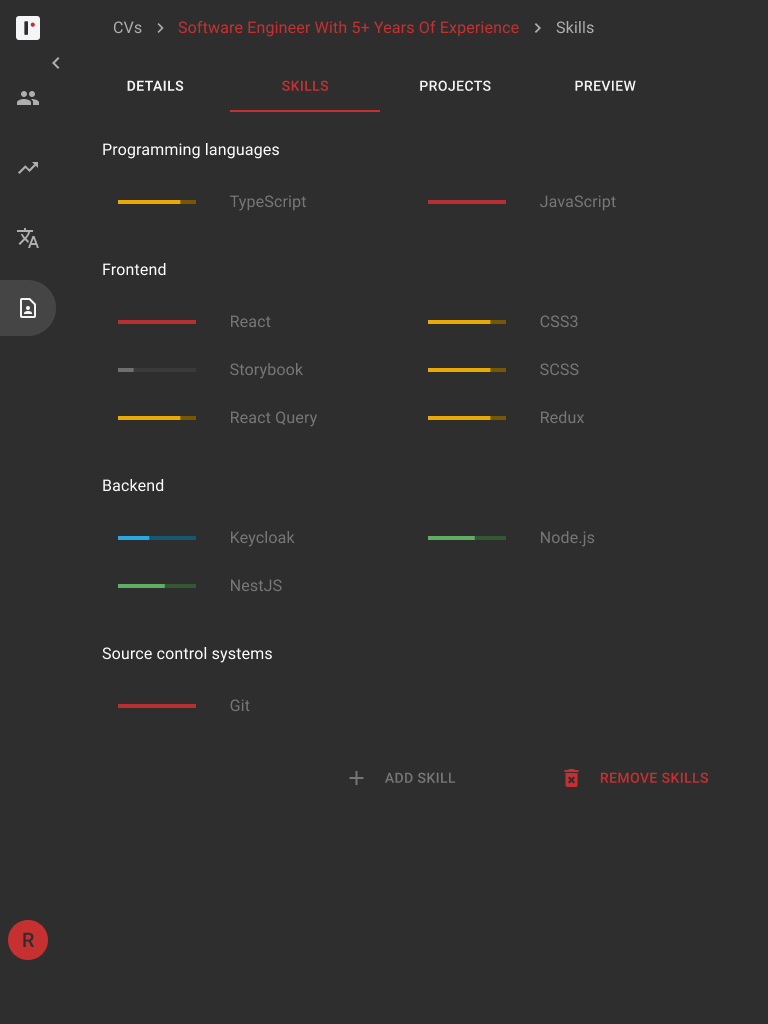 CVs > Software Engineer With 5+ Years Of Experience > Skills
DETAILS SKILLS PROJECTS PREVIEW
Programming languages
TypeScript JavaScript
Frontend
React CSS3
Storybook SCSS
React Query Redux
Backend
Keycloak Node.js
NestJS
Source control systems
Git
ADD SKILL REMOVE SKILLS
R